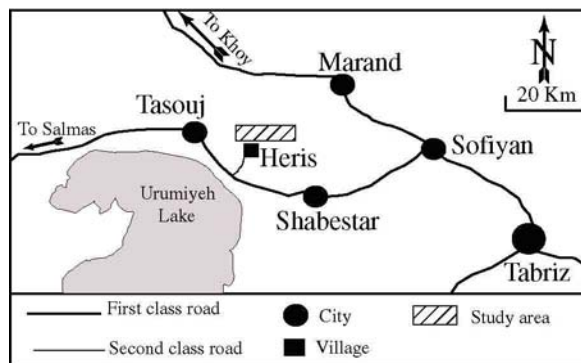 To Khoy
Marand
N
20 Km
Tasouj
To Salmas
Heris
Sofiyan
Urumiyeh
Lake
Shabestar
Tabriz
First class road
City
Study area
Second class road
Village